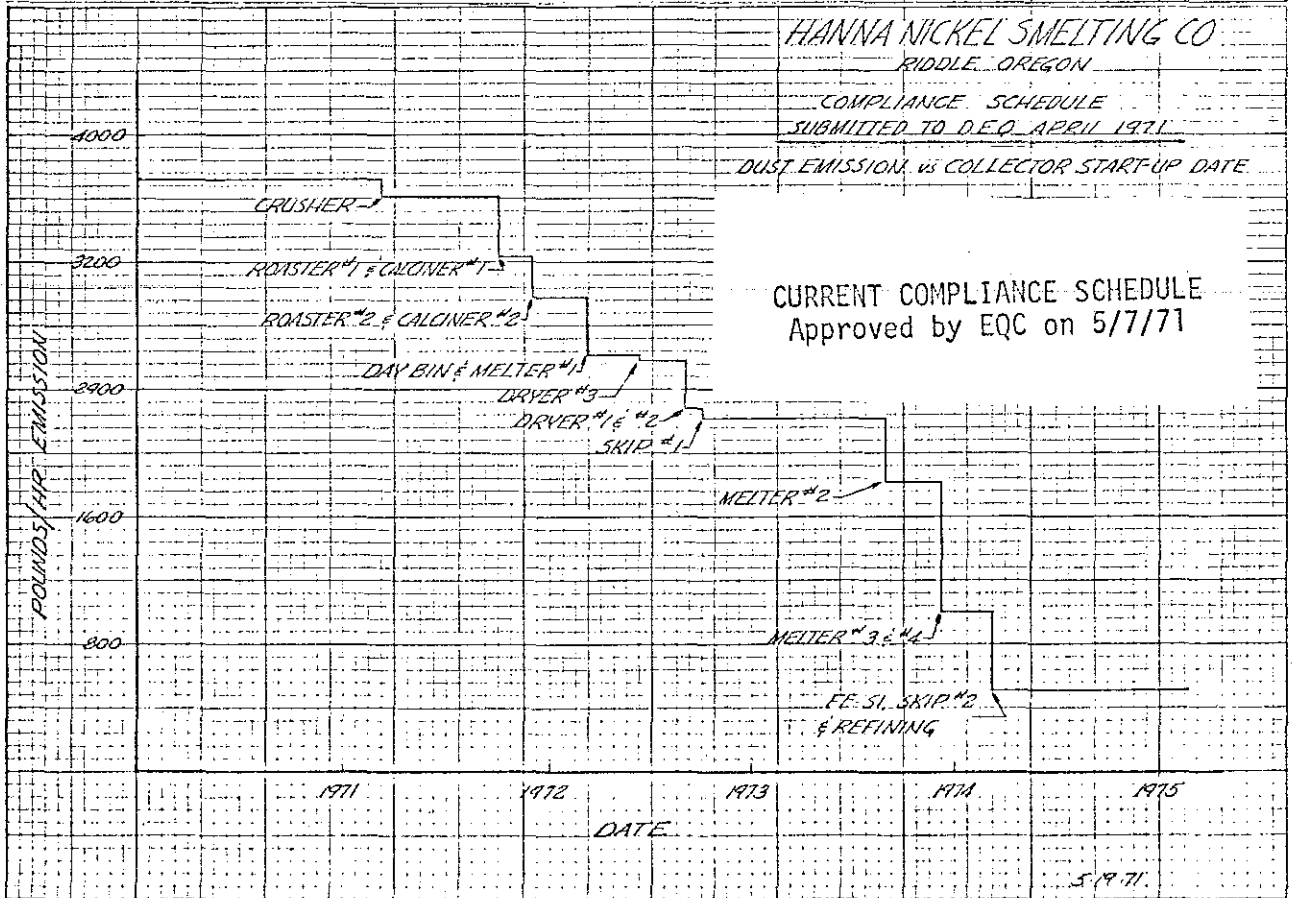 HANNA NICKEL SMELTING CO
RIDDLE OREGON
COMPLIANCE SCHEDULE
SUBMITTED TO D.E.Q. APRIL 1971
DUST EMISSION vs COLLECTOR START-UP DATE
CURRENT COMPLIANCE SCHEDULE
Approved by EQC on 5/7/71
POUNDS/HR. EMISSION
4000
3200
2900
1600
800
CRUSHER
ROASTER #1 & CALCINER #1
ROASTER #2 & CALCINER #2
DAY BIN & MELTER #1
DRYER #3
DRYER #1 & #2
SKIP #1
MELTER #2
MELTER #3 & #4
FE. SI. SKIP #2
& REFINING
1971 1972 1973 1974 1975
DATE
5-19-71